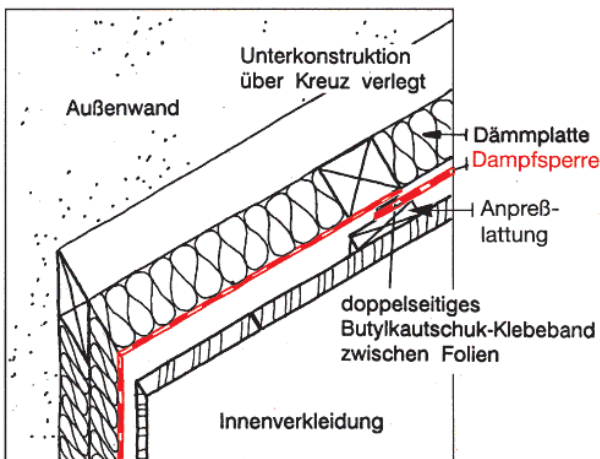 Unterkonstruktion
über Kreuz verlegt
Außenwand
Dämmplatte
Dampfsperre
Anpreß-
lattung
doppelseitiges
Butylkautschuk-Klebeband
zwischen Folien
Innenverkleidung